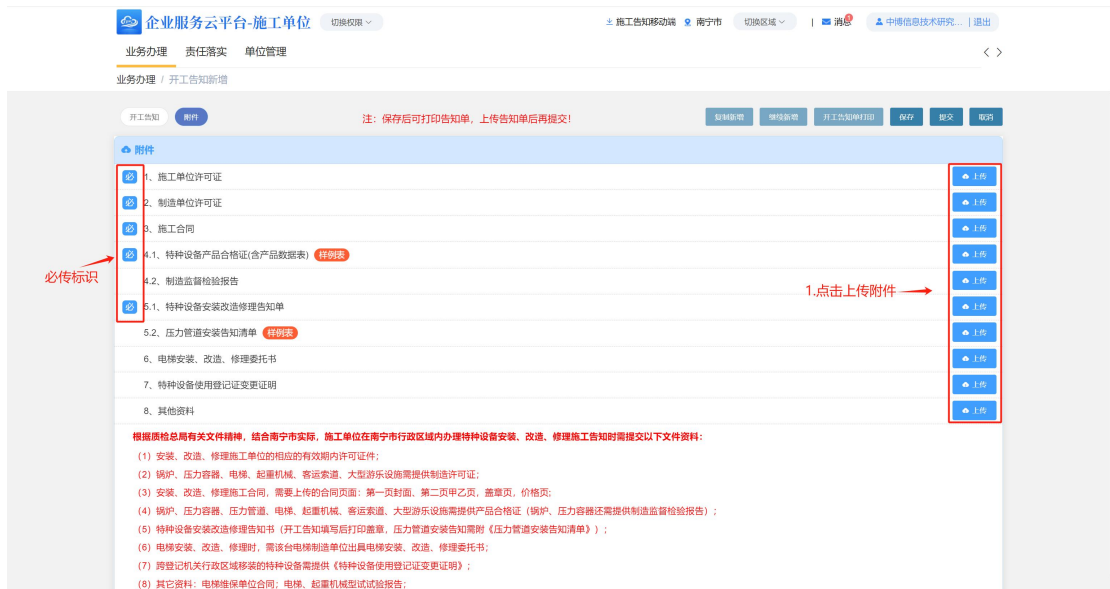 企业服务云平台-施工单位 切换权限 施工告知移动端 南宁市 切换区域 | 消息 中博信息技术研究... | 退出
业务办理 责任落实 单位管理
业务办理 / 开工告知新增
开工告知 附件 注：保存后可打印告知单，上传告知单后再提交！ 复制新增 继续新增 开工告知单打印 保存 提交 取消
附件
必 1、施工单位许可证 上传
必 2、制造单位许可证 上传
必 3、施工合同 上传
必 4.1、特种设备产品合格证(含产品数据表) 样例表 上传
必传标识
4.2、制造监督检验报告 上传
1.点击上传附件
必 5.1、特种设备安装改造修理告知单 上传
5.2、压力管道安装告知清单 样例表 上传
6、电梯安装、改造、修理委托书 上传
7、特种设备使用登记证变更证明 上传
8、其他资料 上传
根据质检总局有关文件精神，结合南宁市实际，施工单位在南宁市行政区域内办理特种设备安装、改造、修理施工告知时需提交以下文件资料：
（1）安装、改造、修理施工单位的相应的有效期内许可证件；
（2）锅炉、压力容器、电梯、起重机械、客运索道、大型游乐设施需提供制造许可证；
（3）安装、改造、修理施工合同，需要上传的合同页面：第一页封面、第二页甲乙页，盖章页，价格页；
（4）锅炉、压力容器、压力管道、电梯、起重机械、客运索道、大型游乐设施需提供产品合格证（锅炉、压力容器还需提供制造监督检验报告）；
（5）特种设备安装改造修理告知书（开工告知填写后打印盖章，压力管道安装告知需附《压力管道安装告知清单》）；
（6）电梯安装、改造、修理时，需该台电梯制造单位出具电梯安装、改造、修理委托书；
（7）跨登记机关行政区域移装的特种设备需提供《特种设备使用登记证变更证明》；
（8）其它资料：电梯维保单位合同；电梯、起重机械型试试验报告；